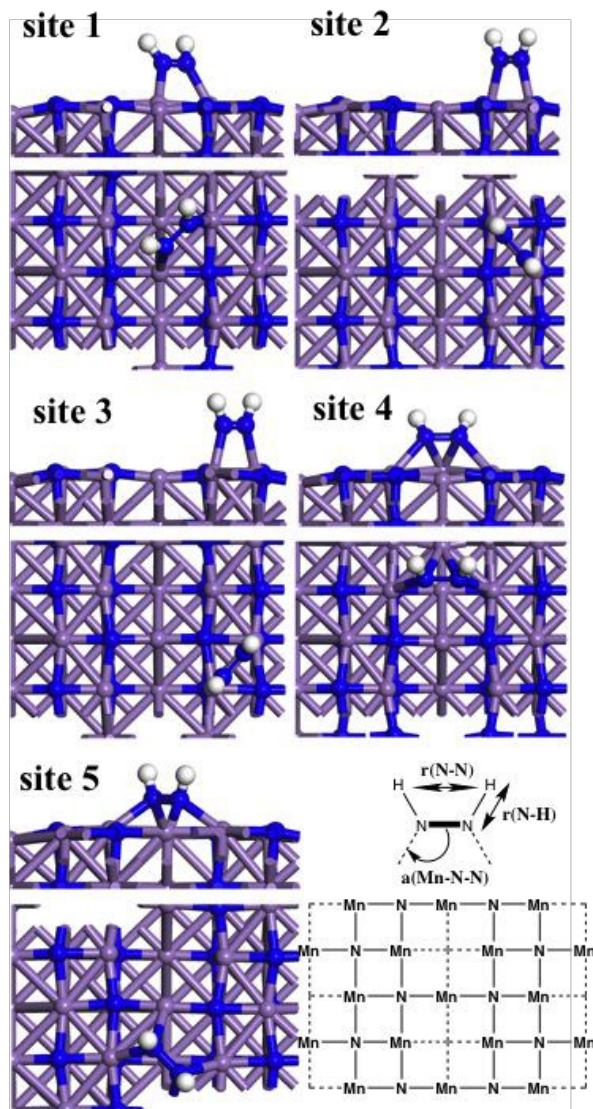 site 1
site 2
site 3
site 4
site 5
r(N-N)
H H
r(N-H)
N N
a(Mn-N-N)
Mn N Mn N Mn
Mn N Mn Mn N Mn
Mn N Mn N Mn
Mn N Mn Mn N Mn
Mn N Mn N Mn